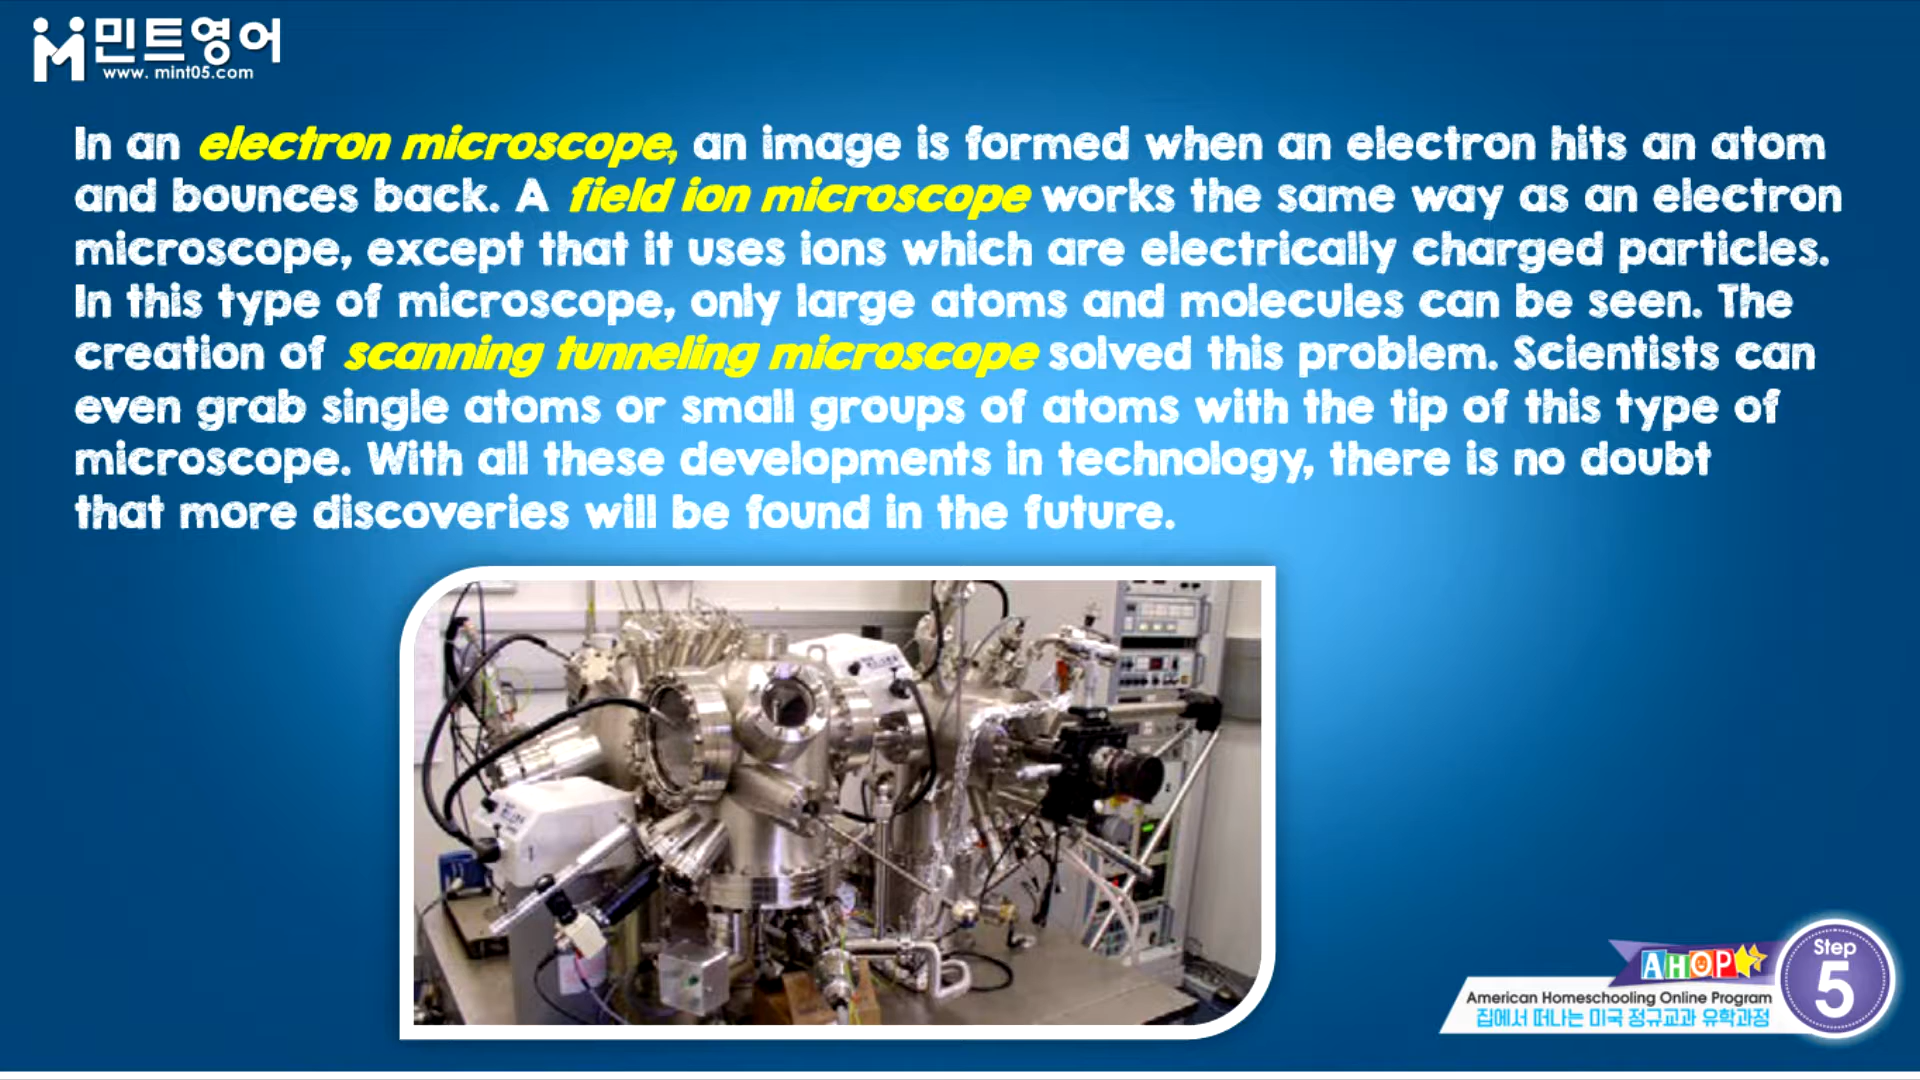 민트영어
www. mint05.com
In an electron microscope, an image is formed when an electron hits an atom
and bounces back. A field ion microscope works the same way as an electron
microscope, except that it uses ions which are electrically charged particles.
In this type of microscope, only large atoms and molecules can be seen. The
creation of scanning tunneling microscope solved this problem. Scientists can
even grab single atoms or small groups of atoms with the tip of this type of
microscope. With all these developments in technology, there is no doubt
that more discoveries will be found in the future.
AHOP
Step
5
American Homeschooling Online Program
집에서 떠나는 미국 정규교과 유학과정